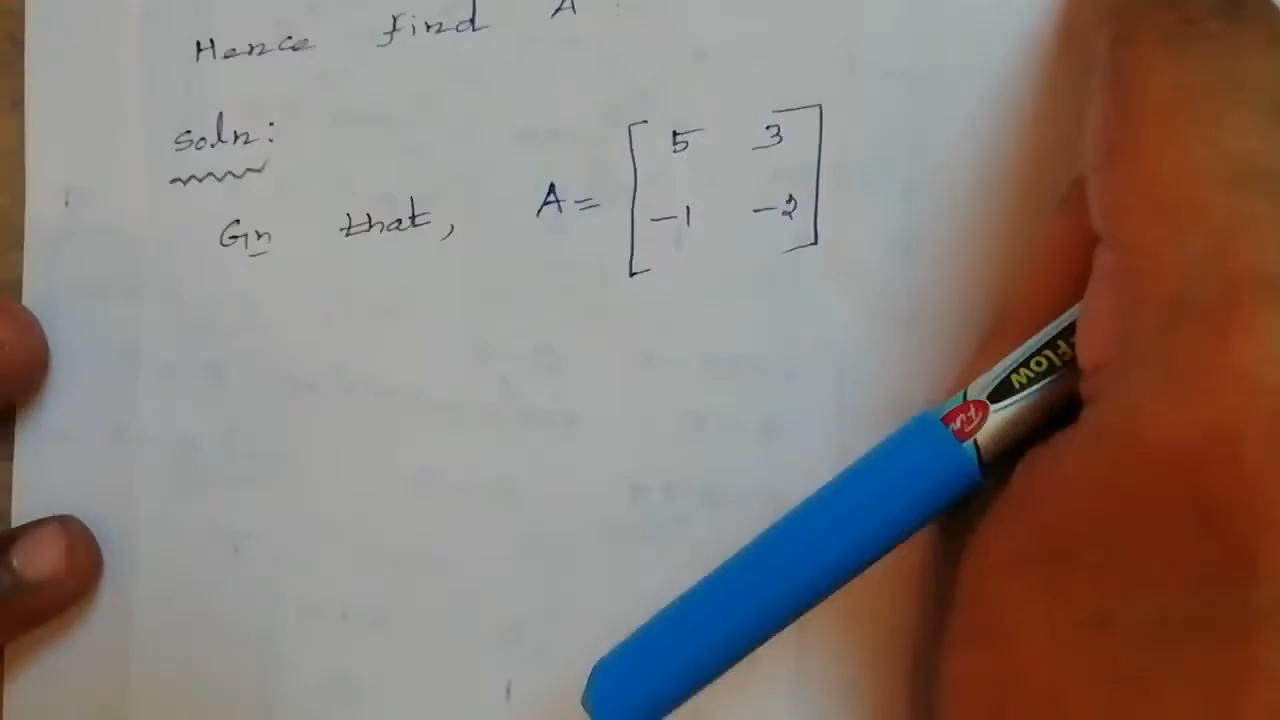 Hence find A
Soln:
Gn that, A = [ 5 3
-1 -2 ]
Flow